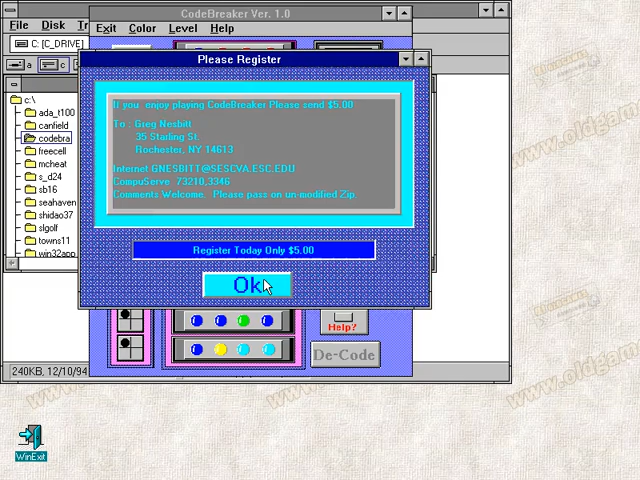 CodeBreaker Ver. 1.0
File Disk
Exit Color Level Help
C: [C_DRIVE]
a c
Please Register
c:\
ada_t100
canfield
codebra
freecell
mcheat
s_d24
sb16
seahaven
shidao37
slgolf
towns11
win32app
If you enjoy playing CodeBreaker Please send $5.00
To : Greg Nesbitt
35 Starling St.
Rochester, NY 14613
Internet GNESBITT@SESCVA.ESC.EDU
CompuServe 73210,3346
Comments Welcome. Please pass on un-modified Zip
Register Today Only $5.00
Ok
Help?
De-Code
240KB, 12/10/94
WinExit